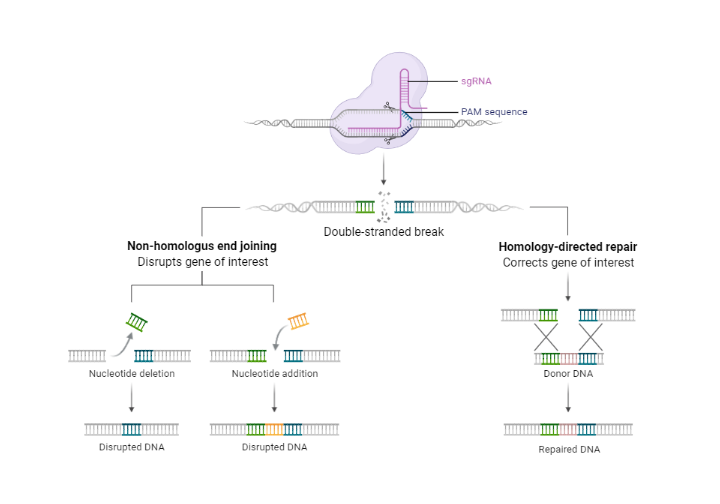 sgRNA
PAM sequence
Double-stranded break
Non-homologus end joining
Disrupts gene of interest
Homology-directed repair
Corrects gene of interest
Nucleotide deletion
Nucleotide addition
Donor DNA
Disrupted DNA
Disrupted DNA
Repaired DNA